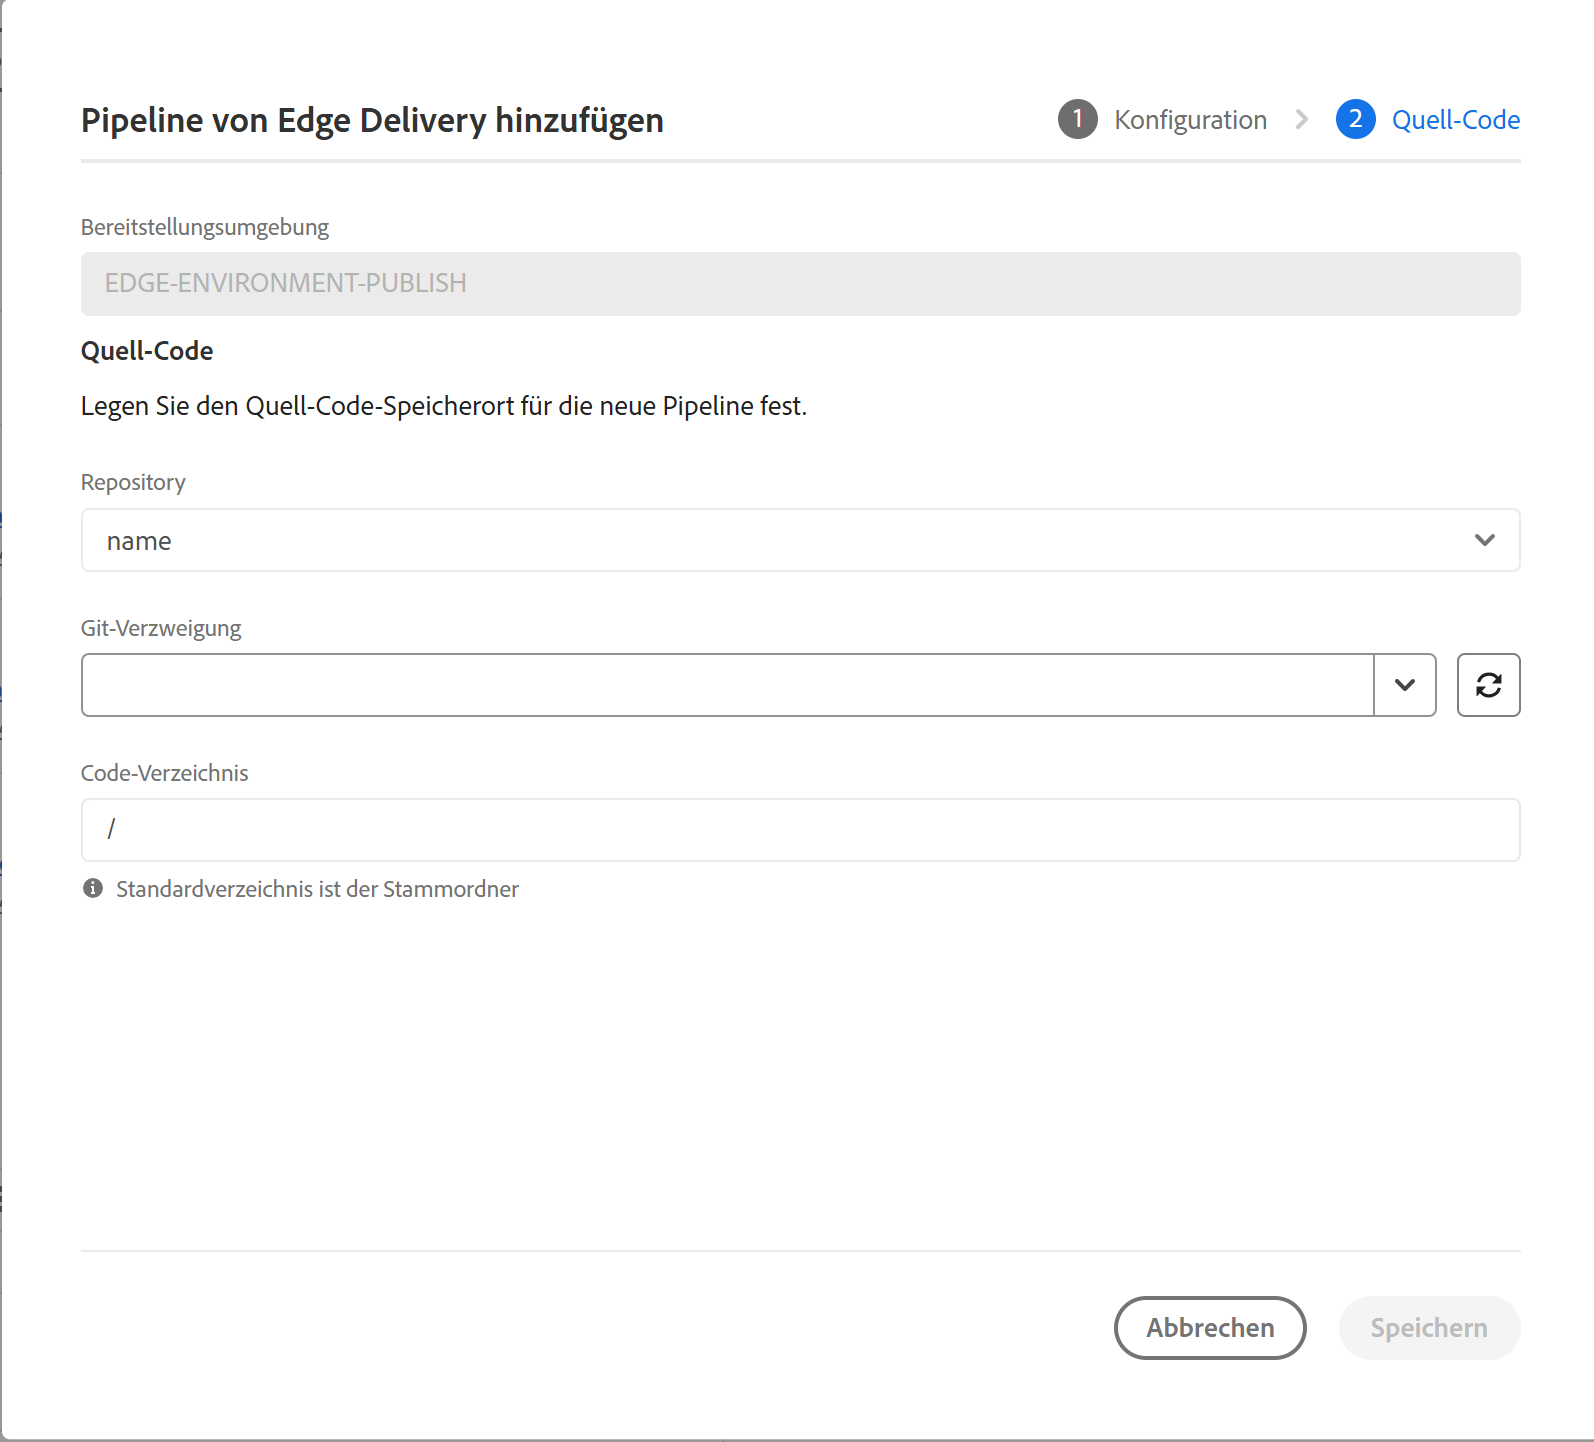 Pipeline von Edge Delivery hinzufügen
1 Konfiguration 2 Quell-Code
Bereitstellungsumgebung
EDGE-ENVIRONMENT-PUBLISH
Quell-Code
Legen Sie den Quell-Code-Speicherort für die neue Pipeline fest.
Repository
name
Git-Verzweigung
Code-Verzeichnis
/
Standardverzeichnis ist der Stammordner
Abbrechen Speichern